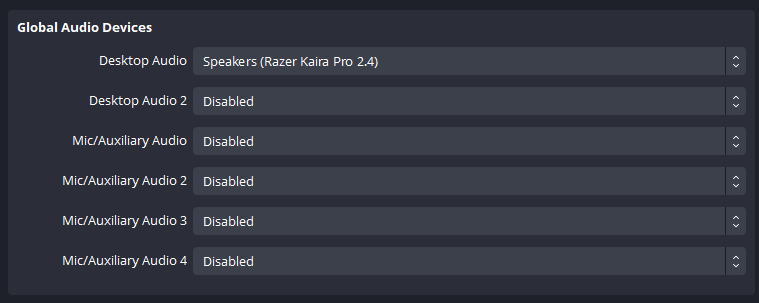 Global Audio Devices
Desktop Audio Speakers (Razer Kaira Pro 2.4)
Desktop Audio 2 Disabled
Mic/Auxiliary Audio Disabled
Mic/Auxiliary Audio 2 Disabled
Mic/Auxiliary Audio 3 Disabled
Mic/Auxiliary Audio 4 Disabled